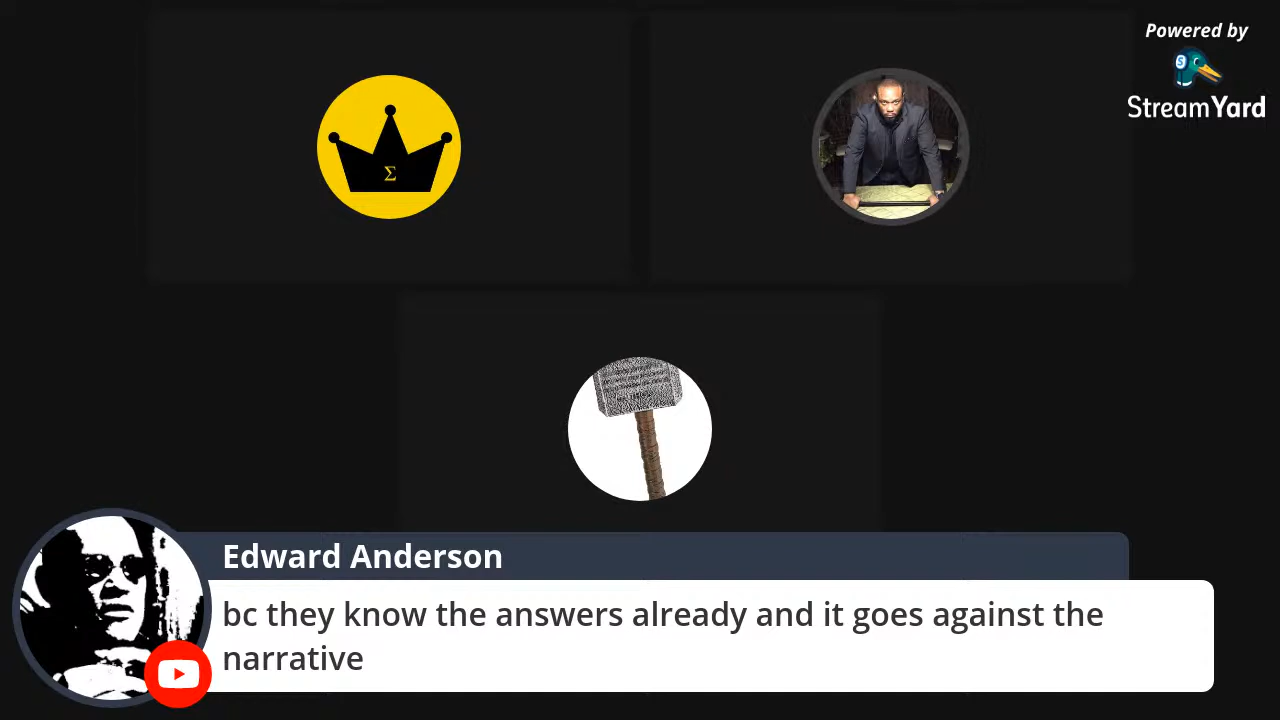 Powered by
StreamYard
Σ
Edward Anderson
bc they know the answers already and it goes against the
narrative